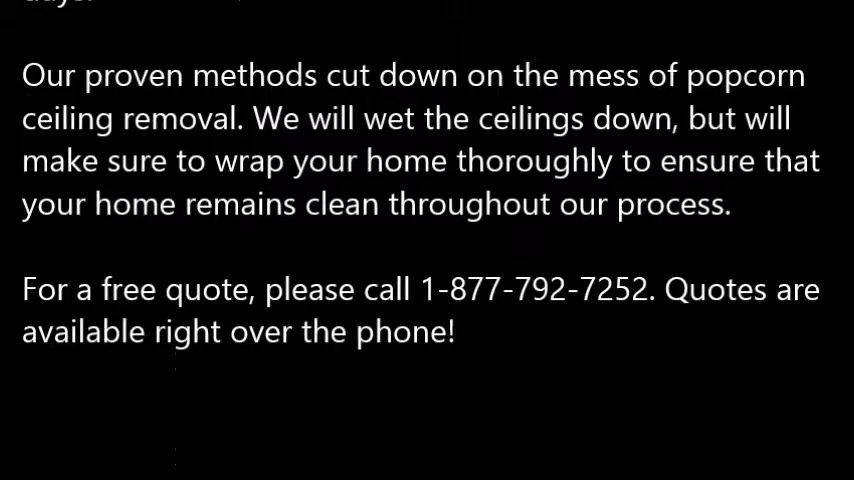 Our proven methods cut down on the mess of popcorn
ceiling removal. We will wet the ceilings down, but will
make sure to wrap your home thoroughly to ensure that
your home remains clean throughout our process.
For a free quote, please call 1-877-792-7252. Quotes are
available right over the phone!